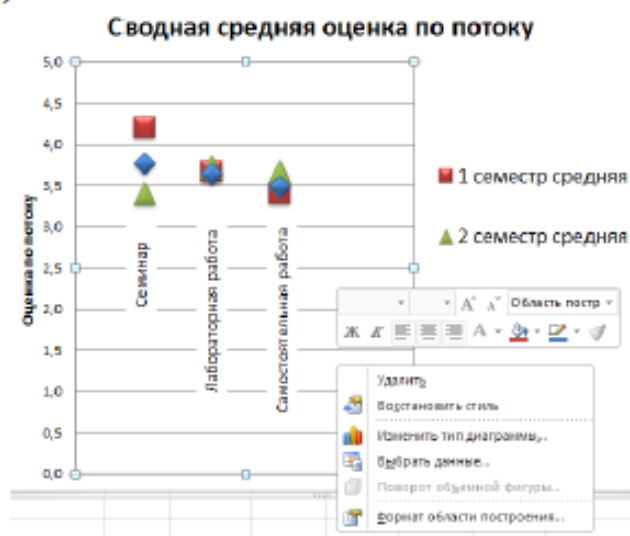 Сводная средняя оценка по потоку
5,0
4,5
4,0
3,5
3,0
2,5
2,0
1,5
1,0
0,5
0,0
Оценка по потоку
Семинар
Лабораторная работа
Самостоятельная работа
1 семестр средняя
2 семестр средняя
Область постр
Ж К А
Удалить
Восстановить стиль
Изменить тип диаграммы...
Выбрать данные...
Поворот объемной фигуры...
Формат области построения...